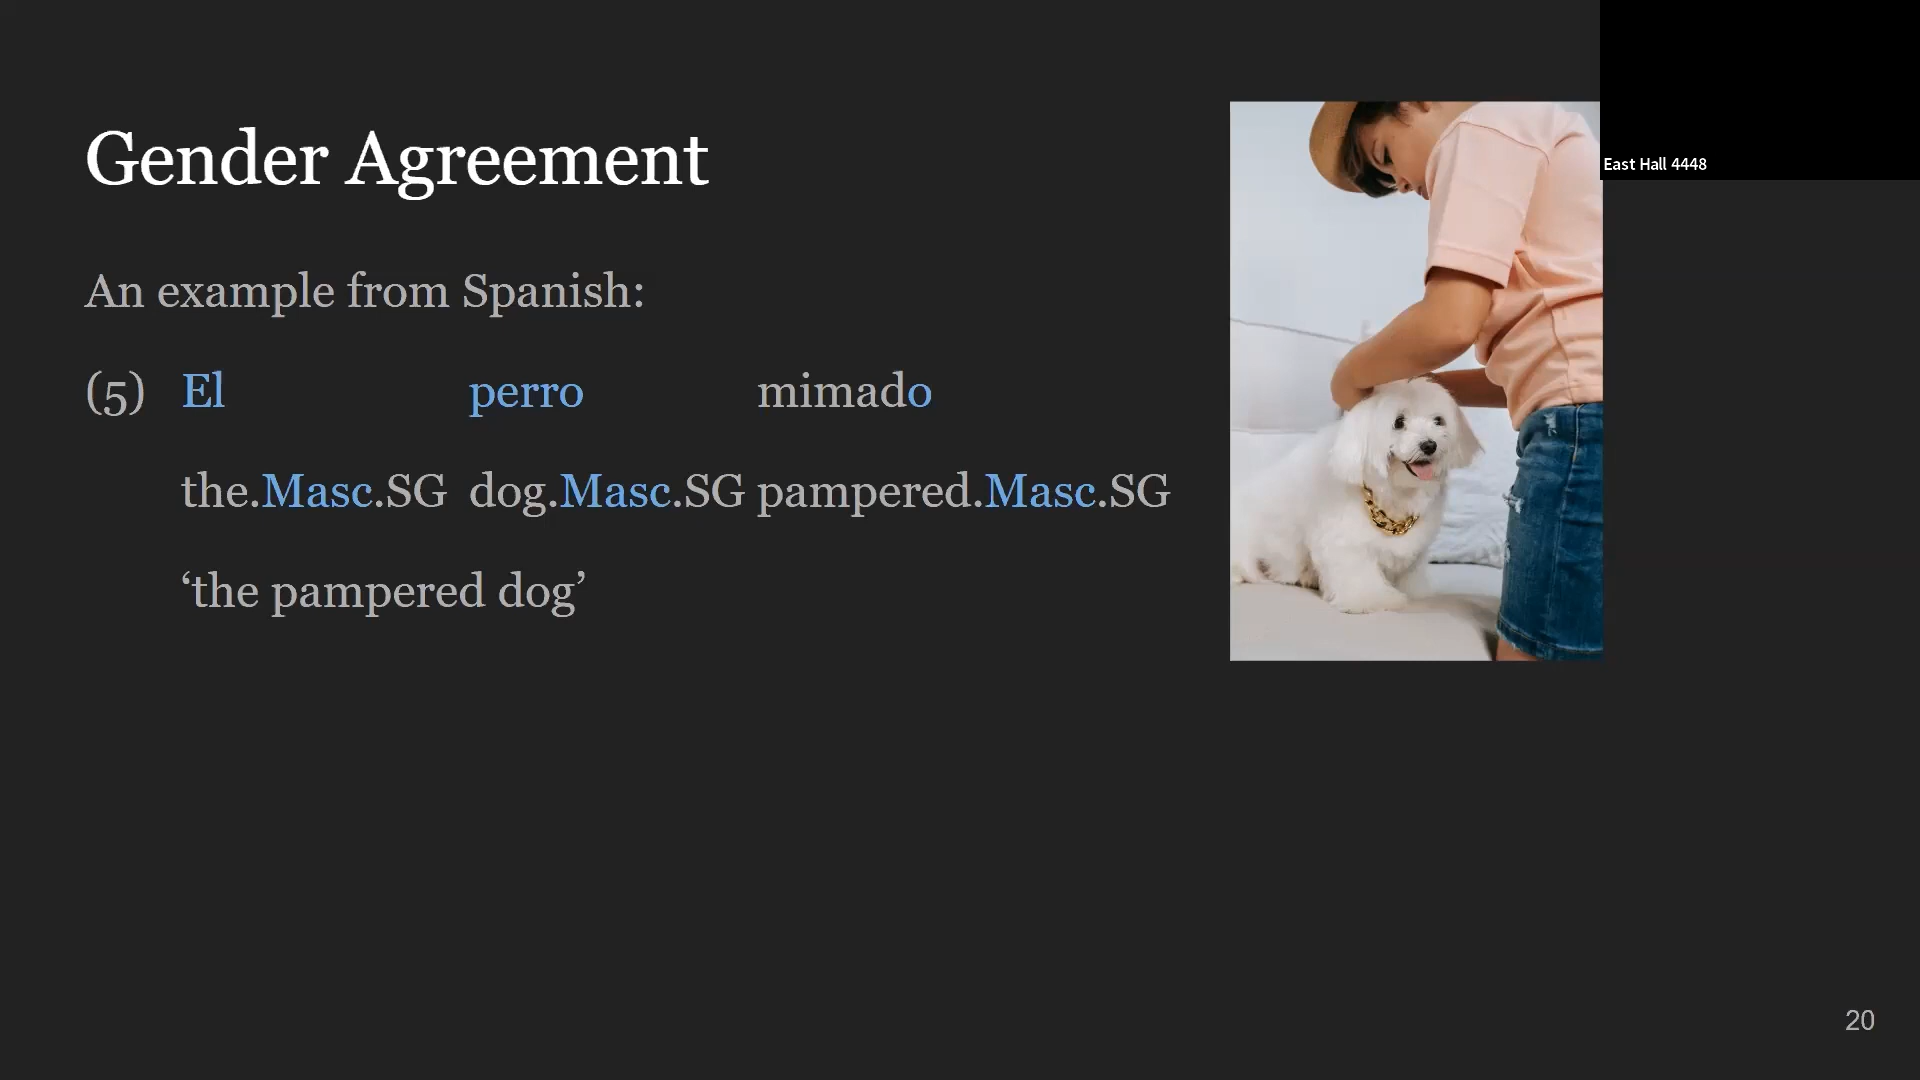 Gender Agreement
East Hall 4448
An example from Spanish:
(5) El perro mimado
the.Masc.SG dog.Masc.SG pampered.Masc.SG
‘the pampered dog’
20